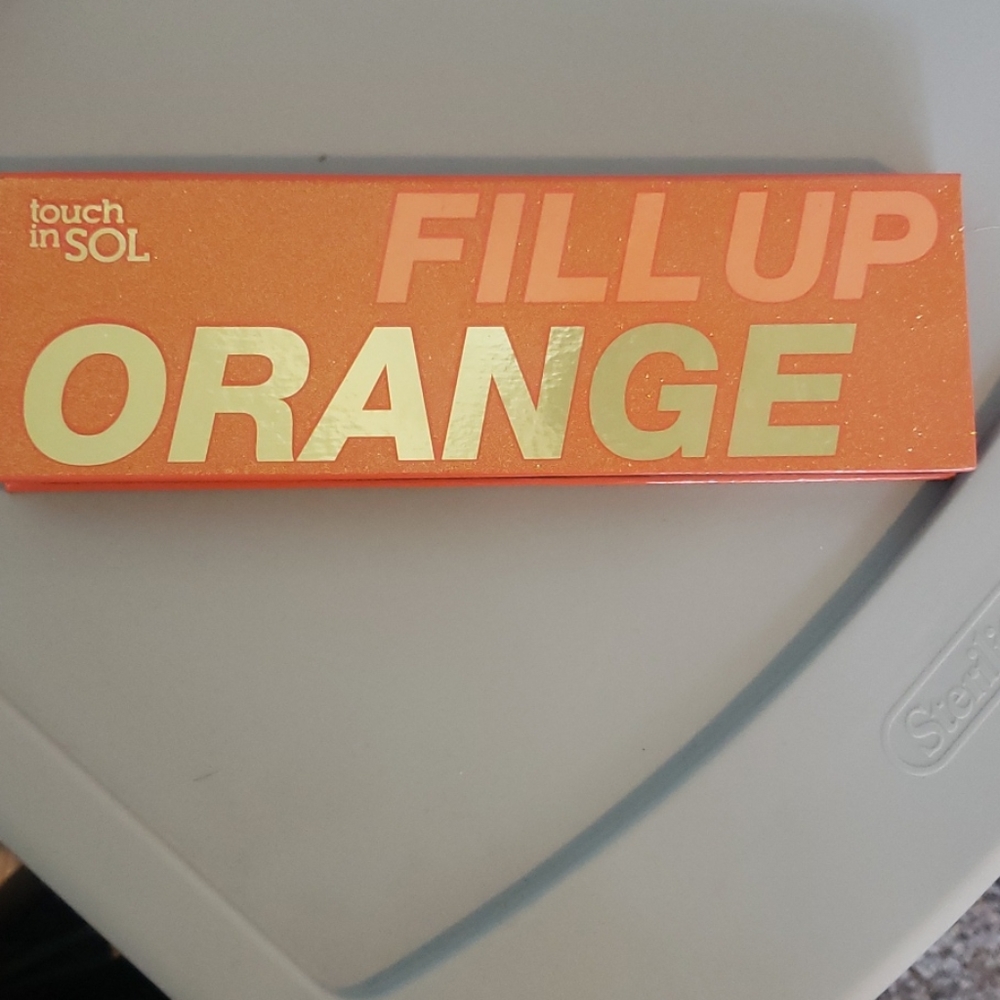 touch
in SOL
FILL UP
ORANGE